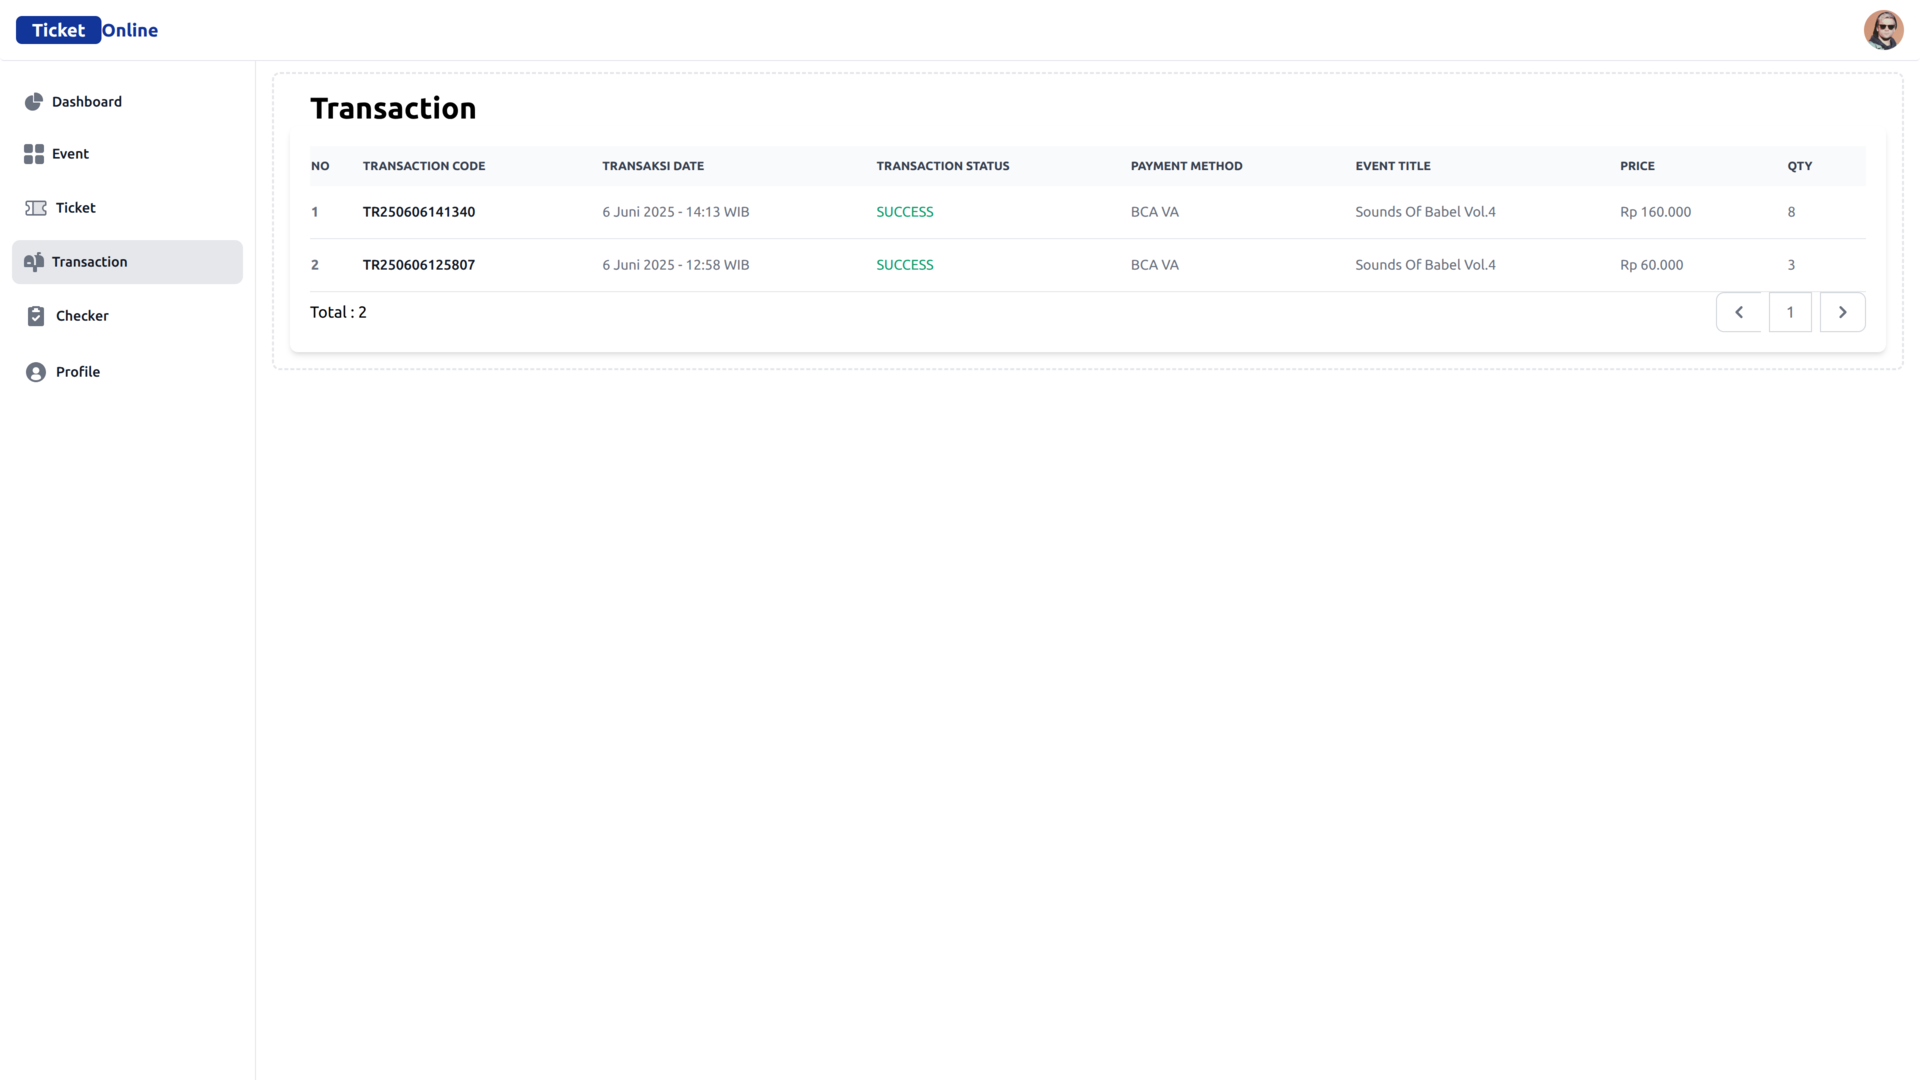 Ticket Online
Dashboard
Event
Ticket
Transaction
Checker
Profile
Transaction
NO TRANSACTION CODE TRANSAKSI DATE TRANSACTION STATUS PAYMENT METHOD EVENT TITLE PRICE QTY
1 TR250606141340 6 Juni 2025 - 14:13 WIB SUCCESS BCA VA Sounds Of Babel Vol.4 Rp 160.000 8
2 TR250606125807 6 Juni 2025 - 12:58 WIB SUCCESS BCA VA Sounds Of Babel Vol.4 Rp 60.000 3
Total : 2
1